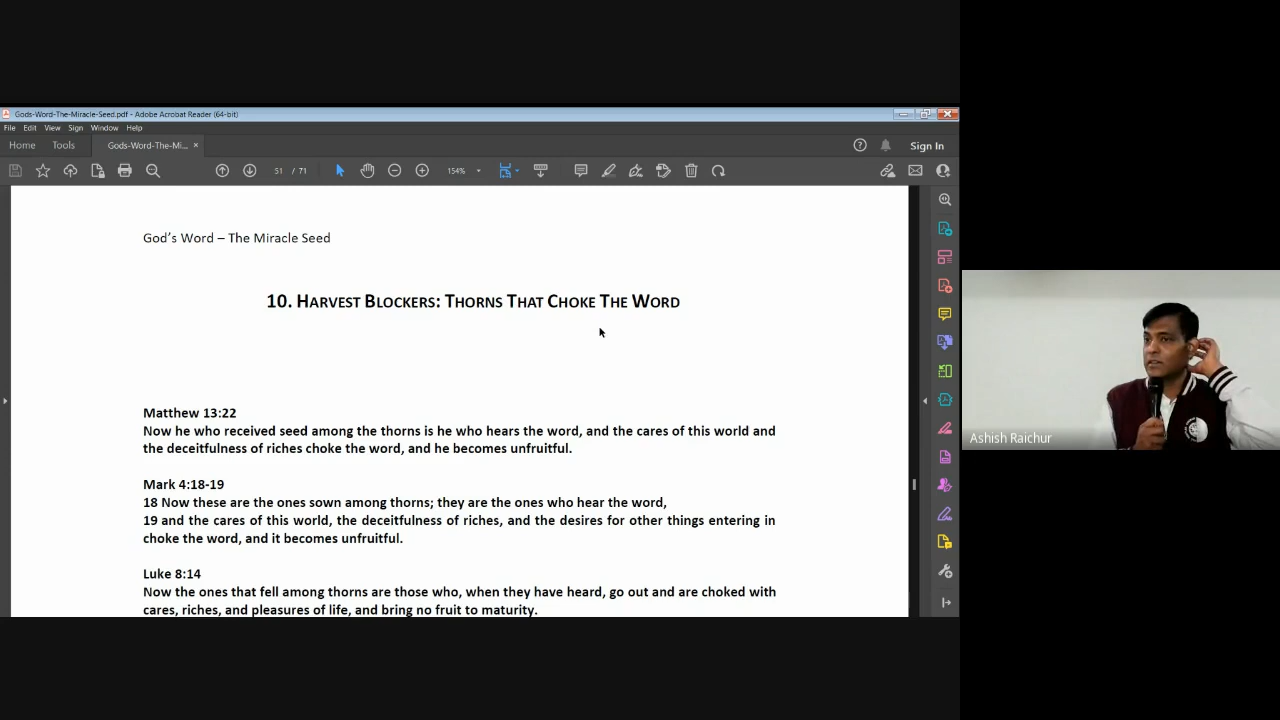 Gods-Word-The-Miracle-Seed.pdf - Adobe Acrobat Reader (64-bit)
File Edit View Sign Window Help
Home Tools Gods-Word-The-Mi... × Sign In
51 / 71 154%
God's Word – The Miracle Seed
10. HARVEST BLOCKERS: THORNS THAT CHOKE THE WORD
Matthew 13:22
Now he who received seed among the thorns is he who hears the word, and the cares of this world and
the deceitfulness of riches choke the word, and he becomes unfruitful.
Mark 4:18-19
18 Now these are the ones sown among thorns; they are the ones who hear the word,
19 and the cares of this world, the deceitfulness of riches, and the desires for other things entering in
choke the word, and it becomes unfruitful.
Luke 8:14
Now the ones that fell among thorns are those who, when they have heard, go out and are choked with
cares, riches, and pleasures of life, and bring no fruit to maturity.
Ashish Raichur